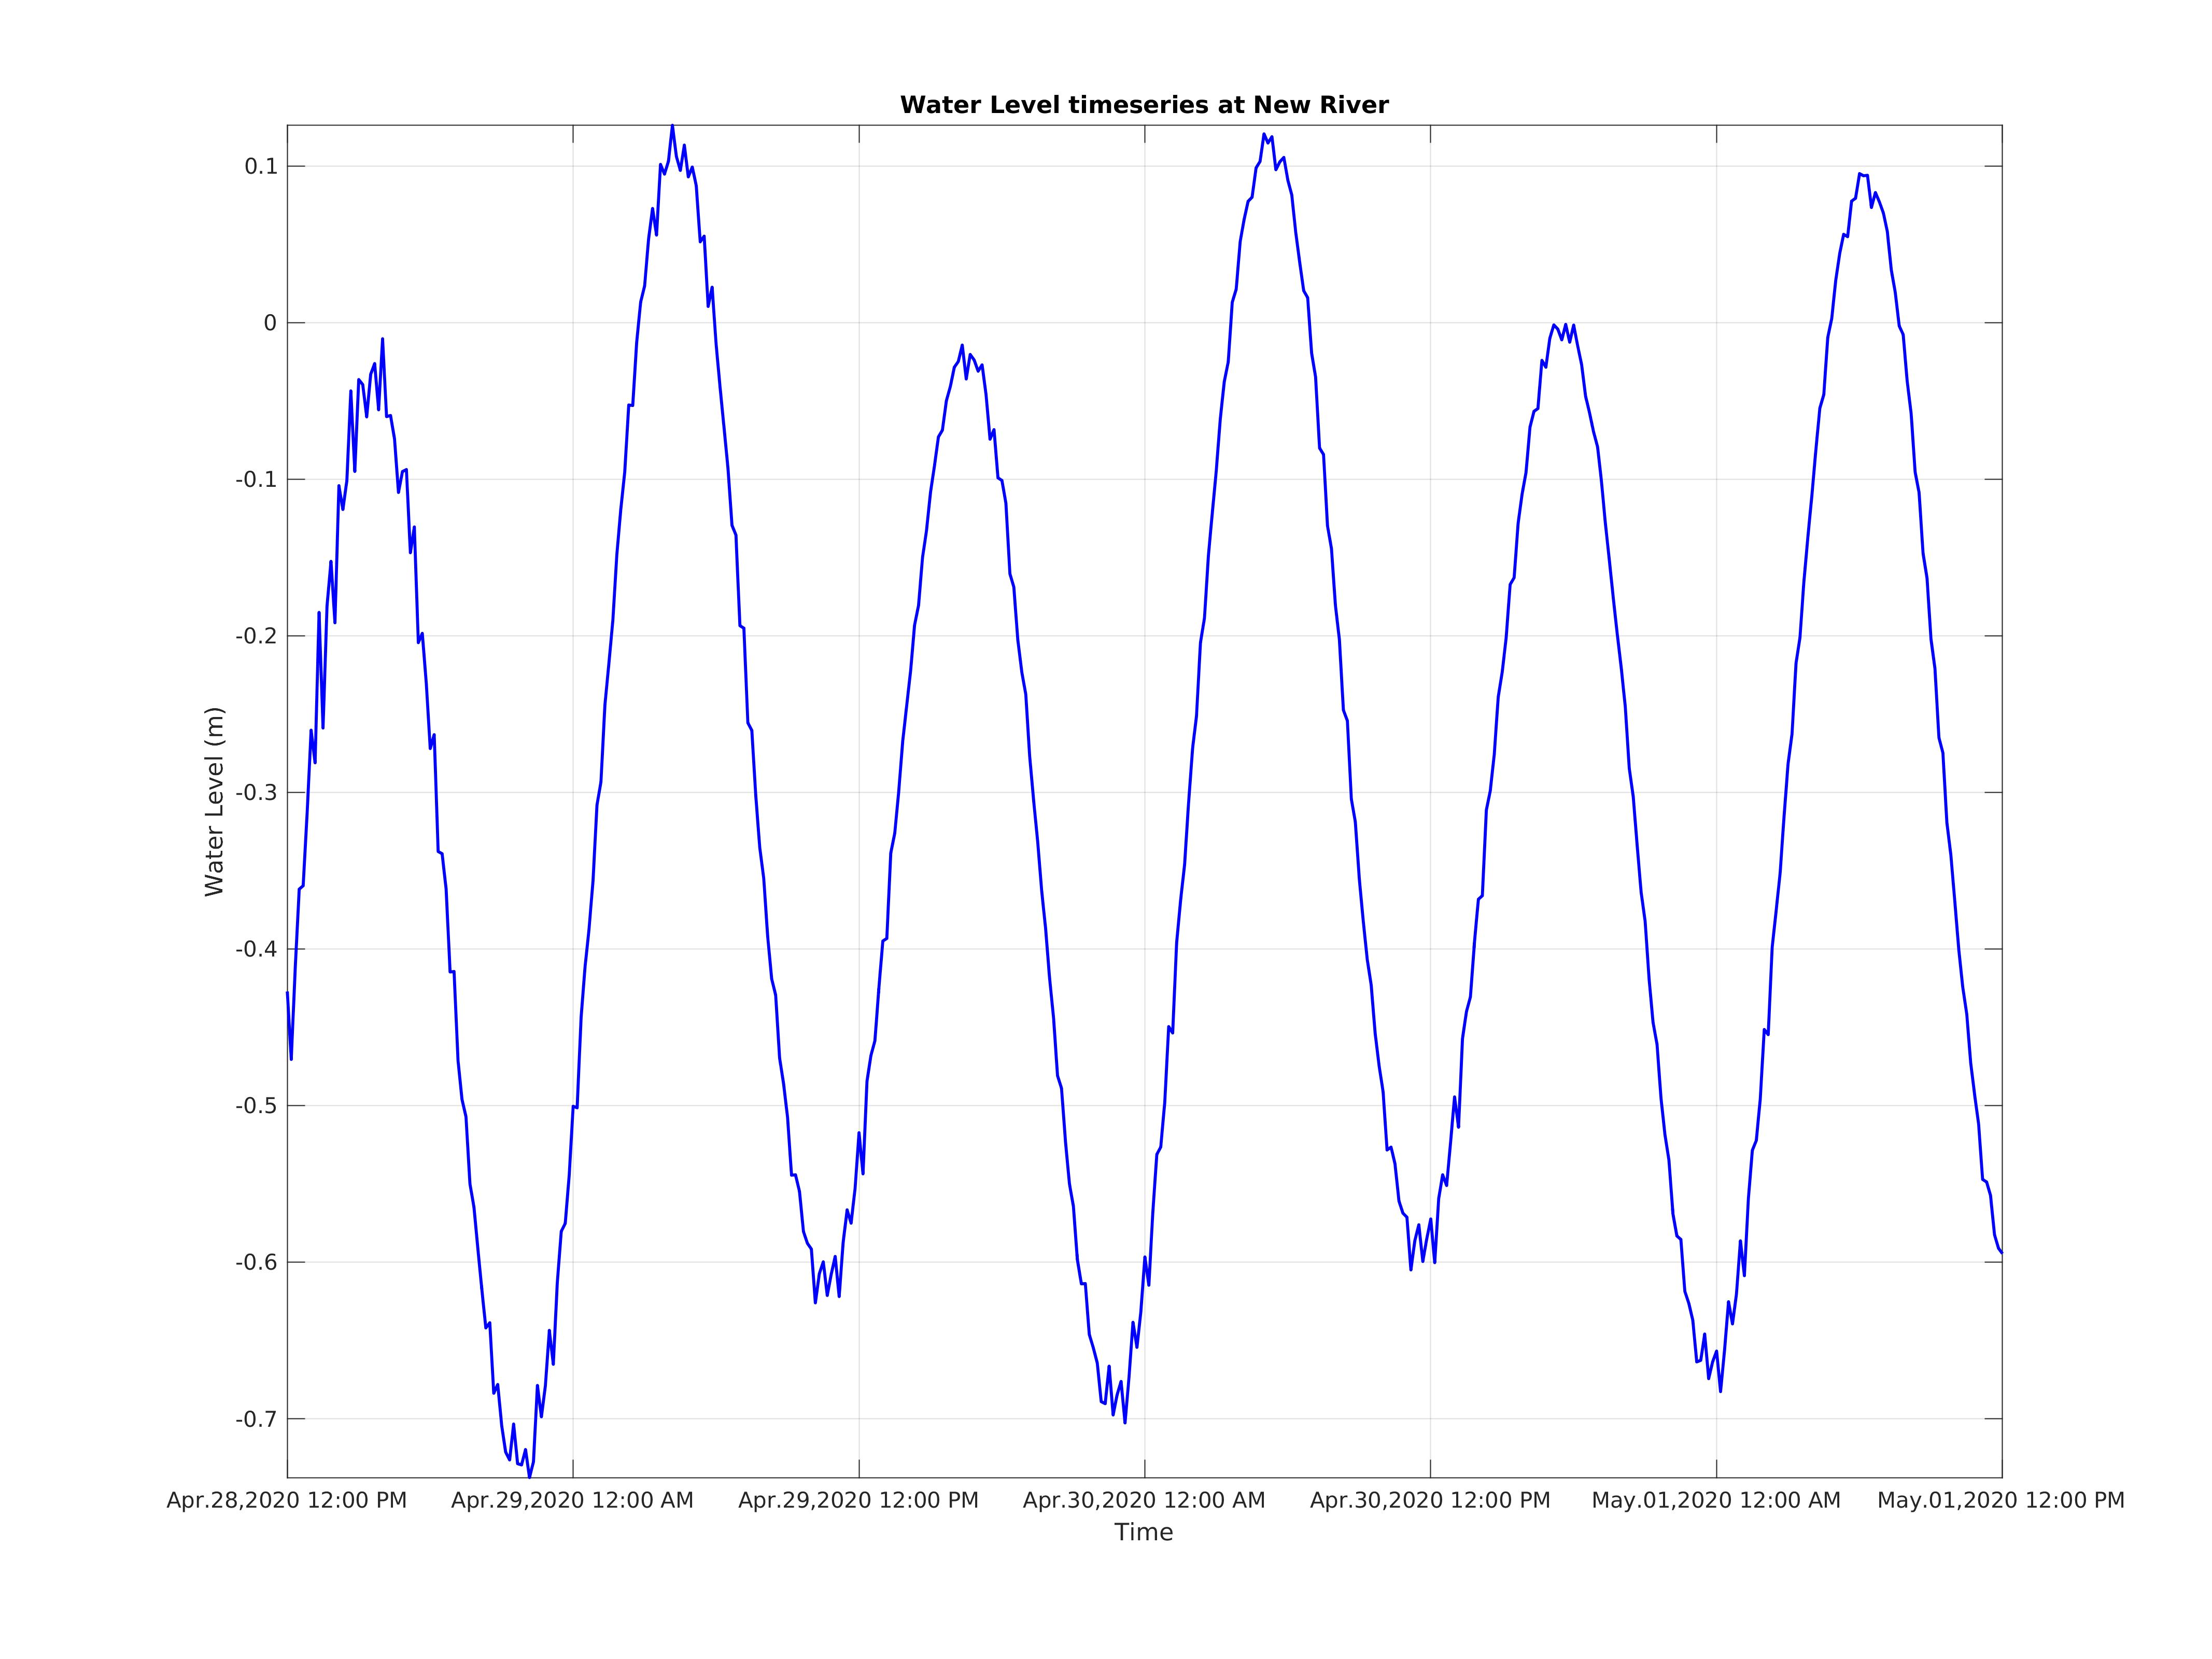 Water Level timeseries at New River
0.1
0
-0.1
-0.2
-0.3
-0.4
-0.5
-0.6
-0.7
Water Level (m)
Apr.28,2020 12:00 PM
Apr.29,2020 12:00 AM
Apr.29,2020 12:00 PM
Apr.30,2020 12:00 AM
Apr.30,2020 12:00 PM
May.01,2020 12:00 AM
May.01,2020 12:00 PM
Time